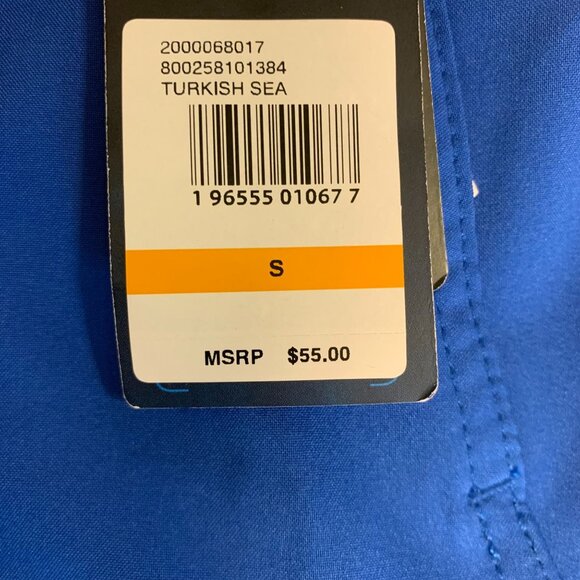 2000068017
800258101384
TURKISH SEA
1 96555 01067 7
S
MSRP $55.00